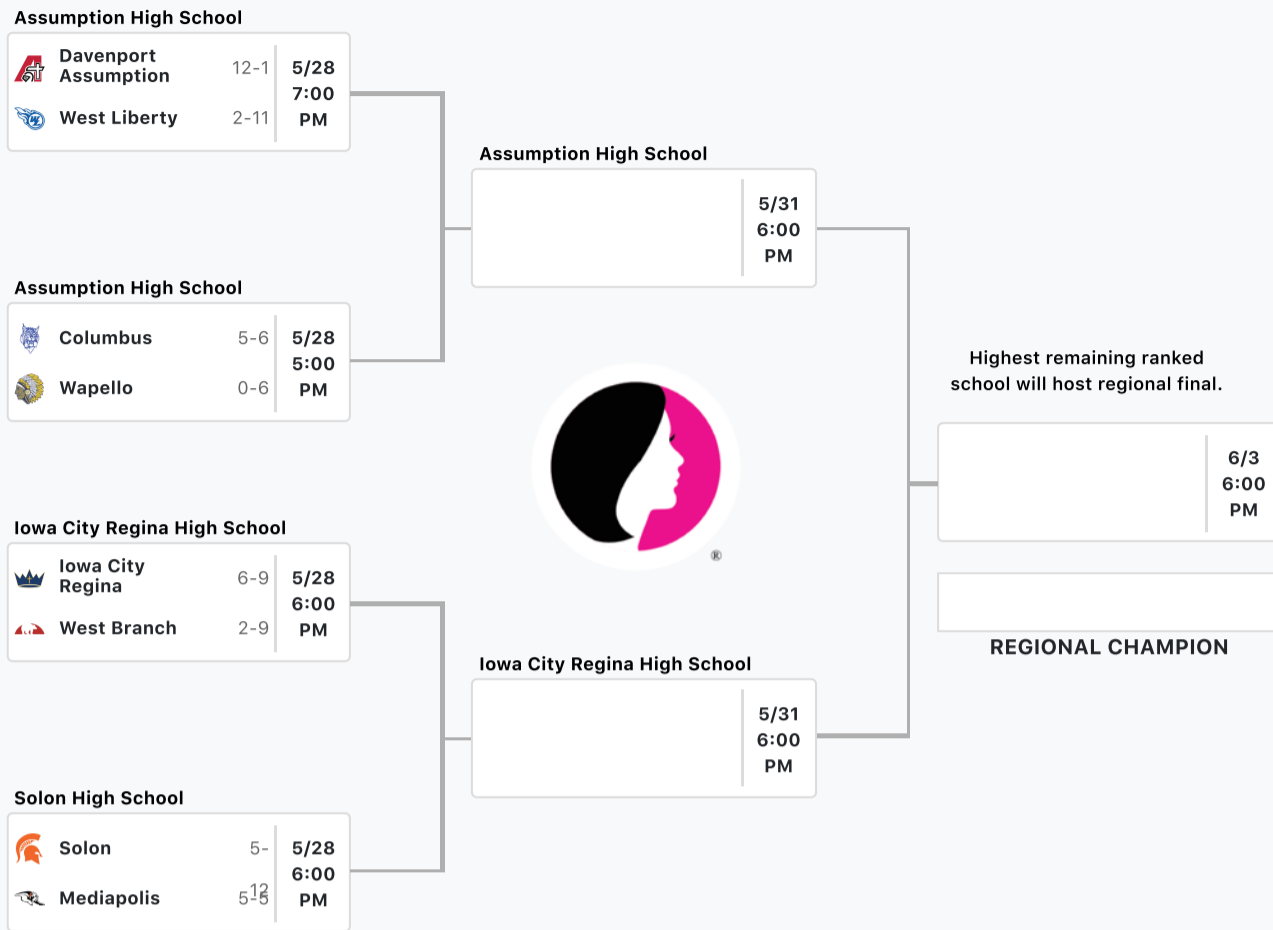 Assumption High School
Davenport
Assumption
12-1
West Liberty
2-11
5/28
7:00
PM
Assumption High School
Columbus
5-6
Wapello
0-6
5/28
5:00
PM
Iowa City Regina High School
Iowa City
Regina
6-9
West Branch
2-9
5/28
6:00
PM
Solon High School
Solon
5-
12
Mediapolis
5-5
5/28
6:00
PM
Assumption High School
5/31
6:00
PM
®
Iowa City Regina High School
5/31
6:00
PM
Highest remaining ranked
school will host regional final.
6/3
6:00
PM
REGIONAL CHAMPION